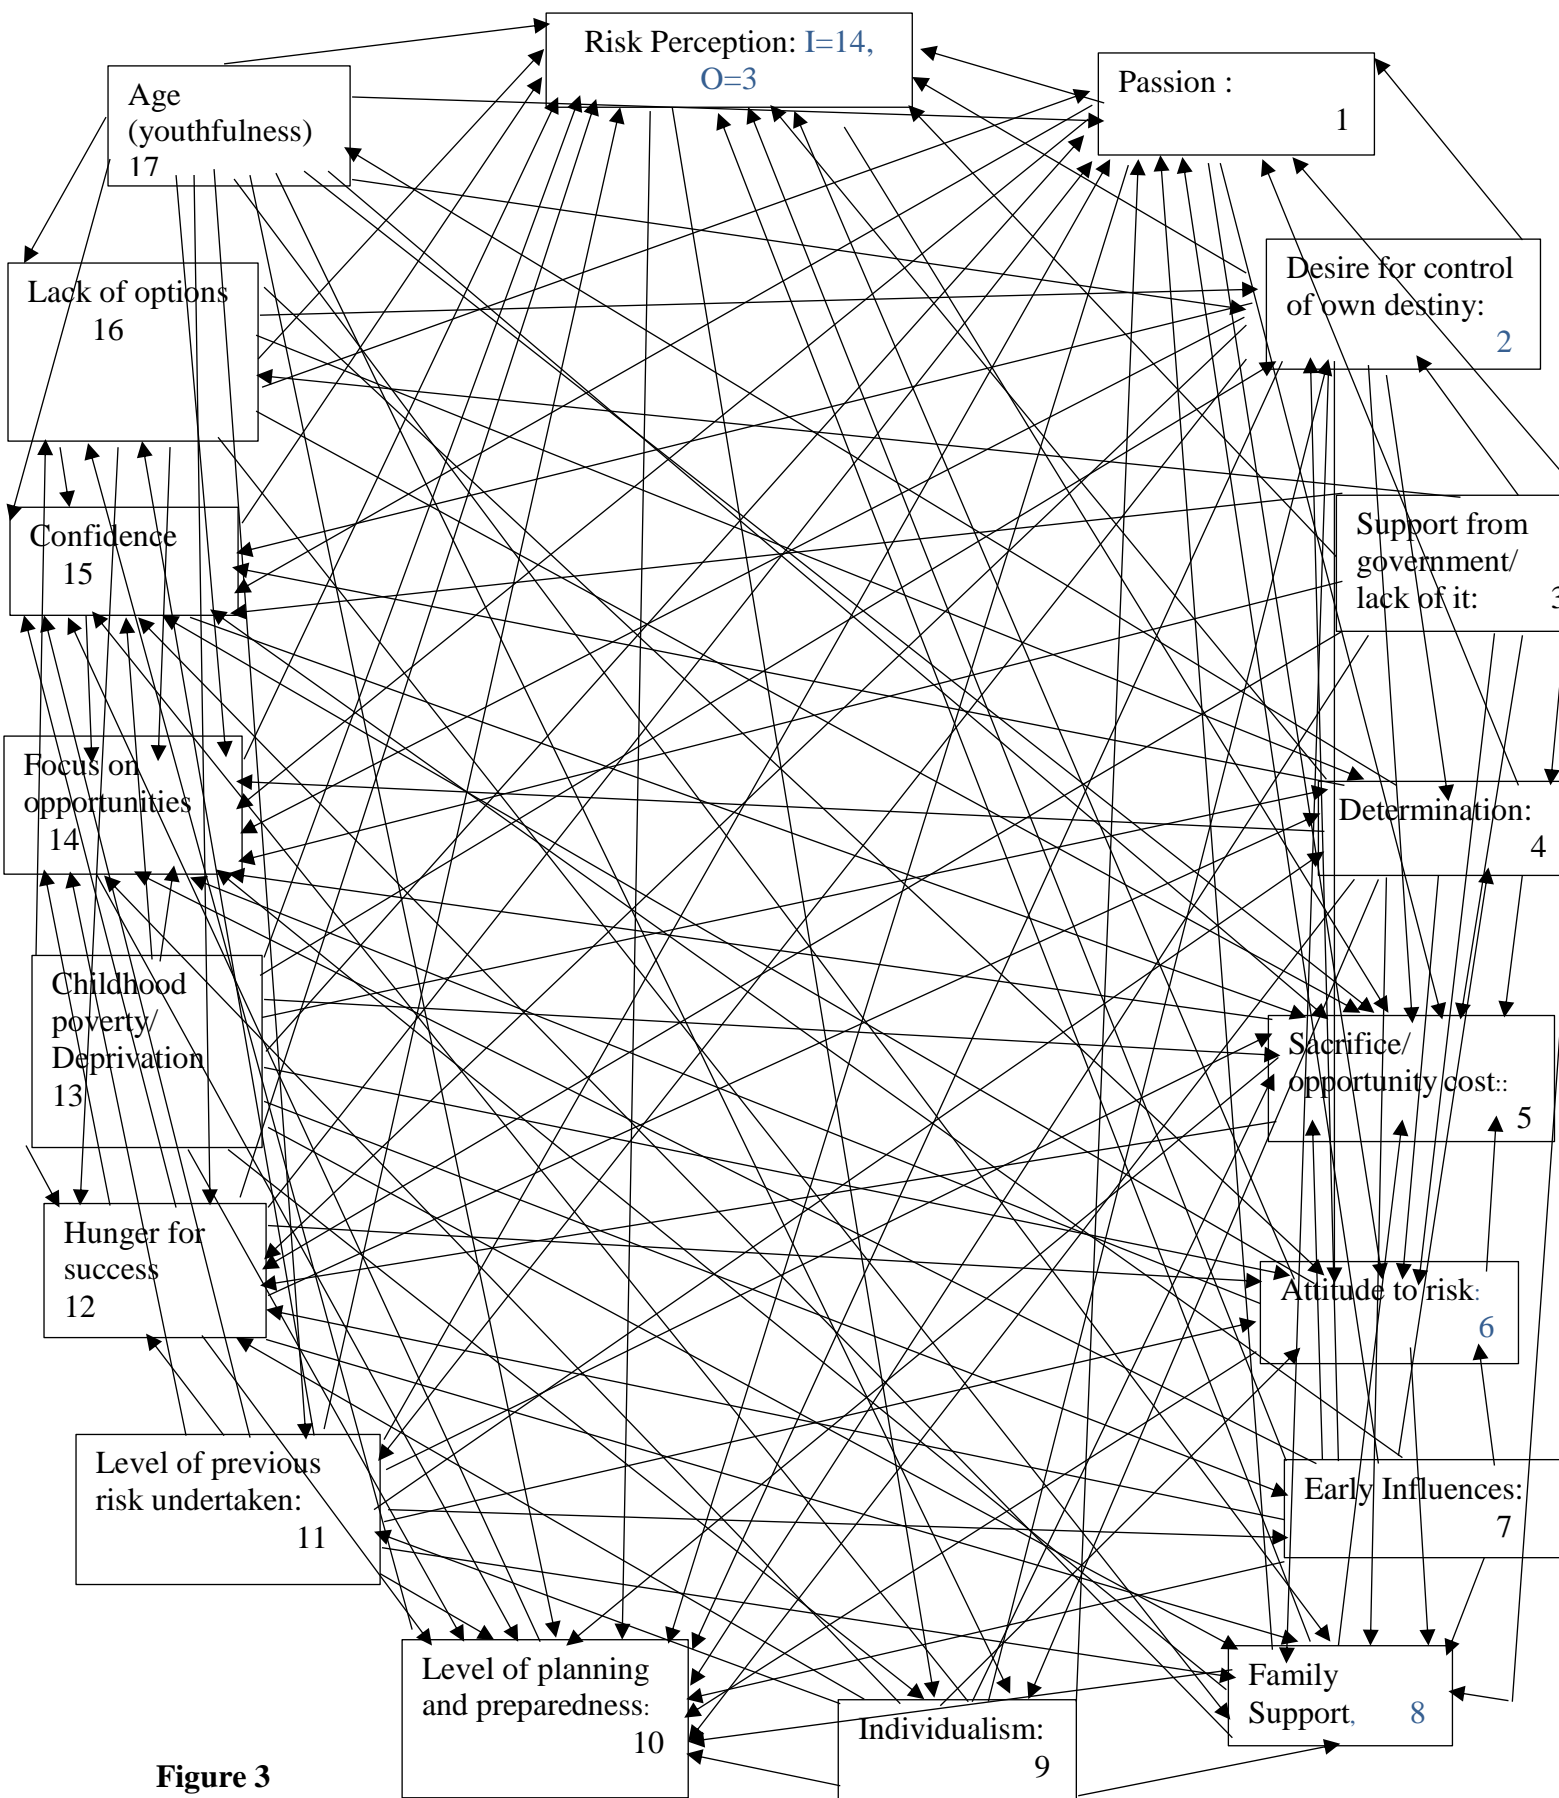 Risk Perception: I=14,
O=3
Passion :
1
Age
(youthfulness)
17
Desire for control
of own destiny:
2
Lack of options
16
Support from
government/
lack of it:
3
Confidence
15
Determination:
4
Focus on
opportunities
14
Sacrifice/
opportunity cost::
5
Childhood
poverty/
Deprivation
13
Attitude to risk:
6
Hunger for
success
12
Early Influences:
7
Level of previous
risk undertaken:
11
Family
Support, 8
Level of planning
and preparedness:
10
Individualism:
9
Figure 3